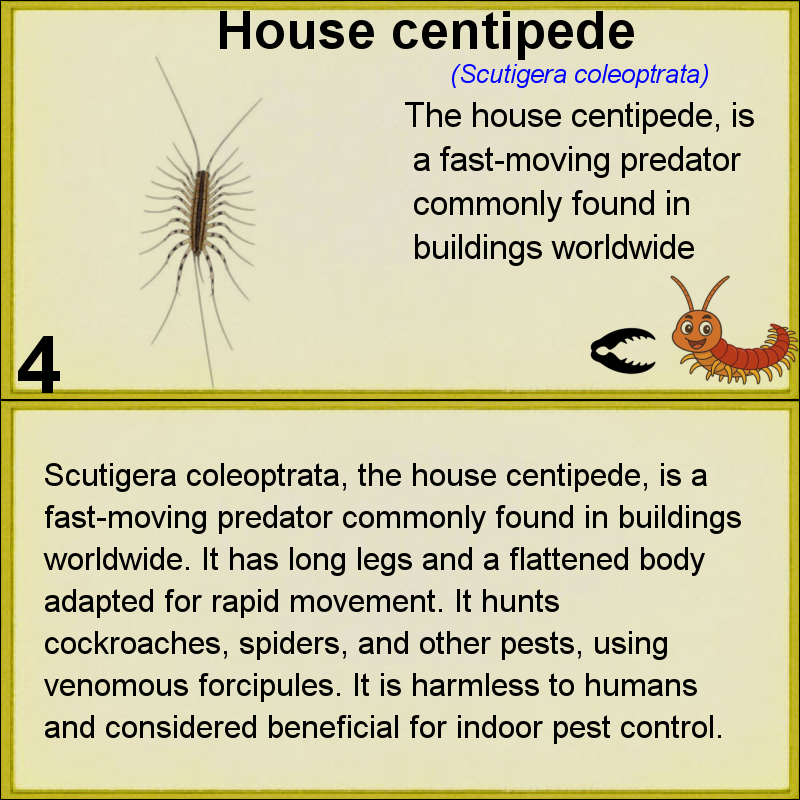 House centipede
(Scutigera coleoptrata)
The house centipede, is
a fast-moving predator
commonly found in
buildings worldwide
4
Scutigera coleoptrata, the house centipede, is a
fast-moving predator commonly found in buildings
worldwide. It has long legs and a flattened body
adapted for rapid movement. It hunts
cockroaches, spiders, and other pests, using
venomous forcipules. It is harmless to humans
and considered beneficial for indoor pest control.